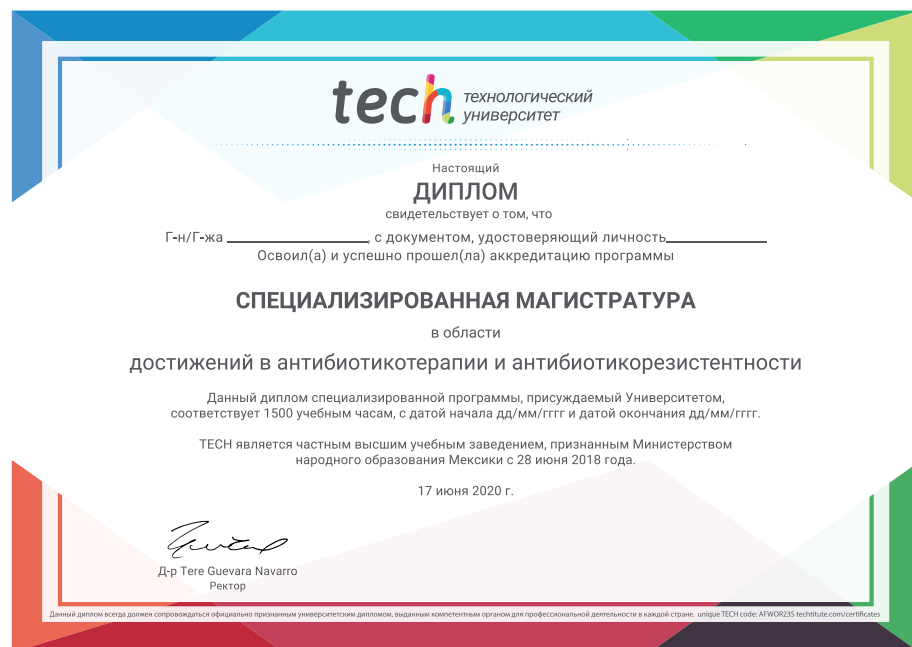 tech технологический университет
Настоящий
ДИПЛОМ
свидетельствует о том, что
Г-н/Г-жа ____________________, с документом, удостоверяющий личность______________
Освоил(а) и успешно прошел(ла) аккредитацию программы
СПЕЦИАЛИЗИРОВАННАЯ МАГИСТРАТУРА
в области
достижений в антибиотикотерапии и антибиотикорезистентности
Данный диплом специализированной программы, присуждаемый Университетом,
соответствует 1500 учебным часам, с датой начала дд/мм/гггг и датой окончания дд/мм/гггг.
TECH является частным высшим учебным заведением, признанным Министерством
народного образования Мексики с 28 июня 2018 года.
17 июня 2020 г.
Д-р Tere Guevara Navarro
Ректор
Данный диплом всегда должен сопровождаться официально признанным университетским дипломом, выданным компетентным органом для профессиональной деятельности в каждой стране. unique TECH code: AFWOR23S techtitute.com/certificates